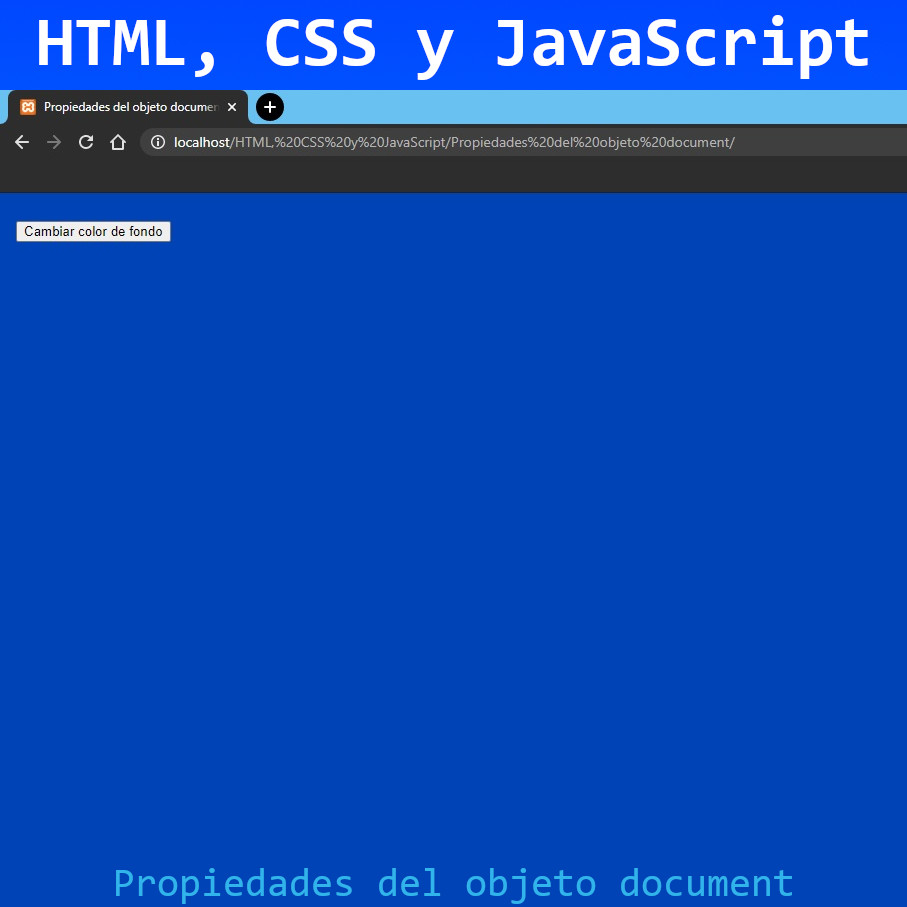 HTML, CSS y JavaScript
Propiedades del objeto documen
localhost/HTML,%20CSS%20y%20JavaScript/Propiedades%20del%20objeto%20document/
Cambiar color de fondo
Propiedades del objeto document